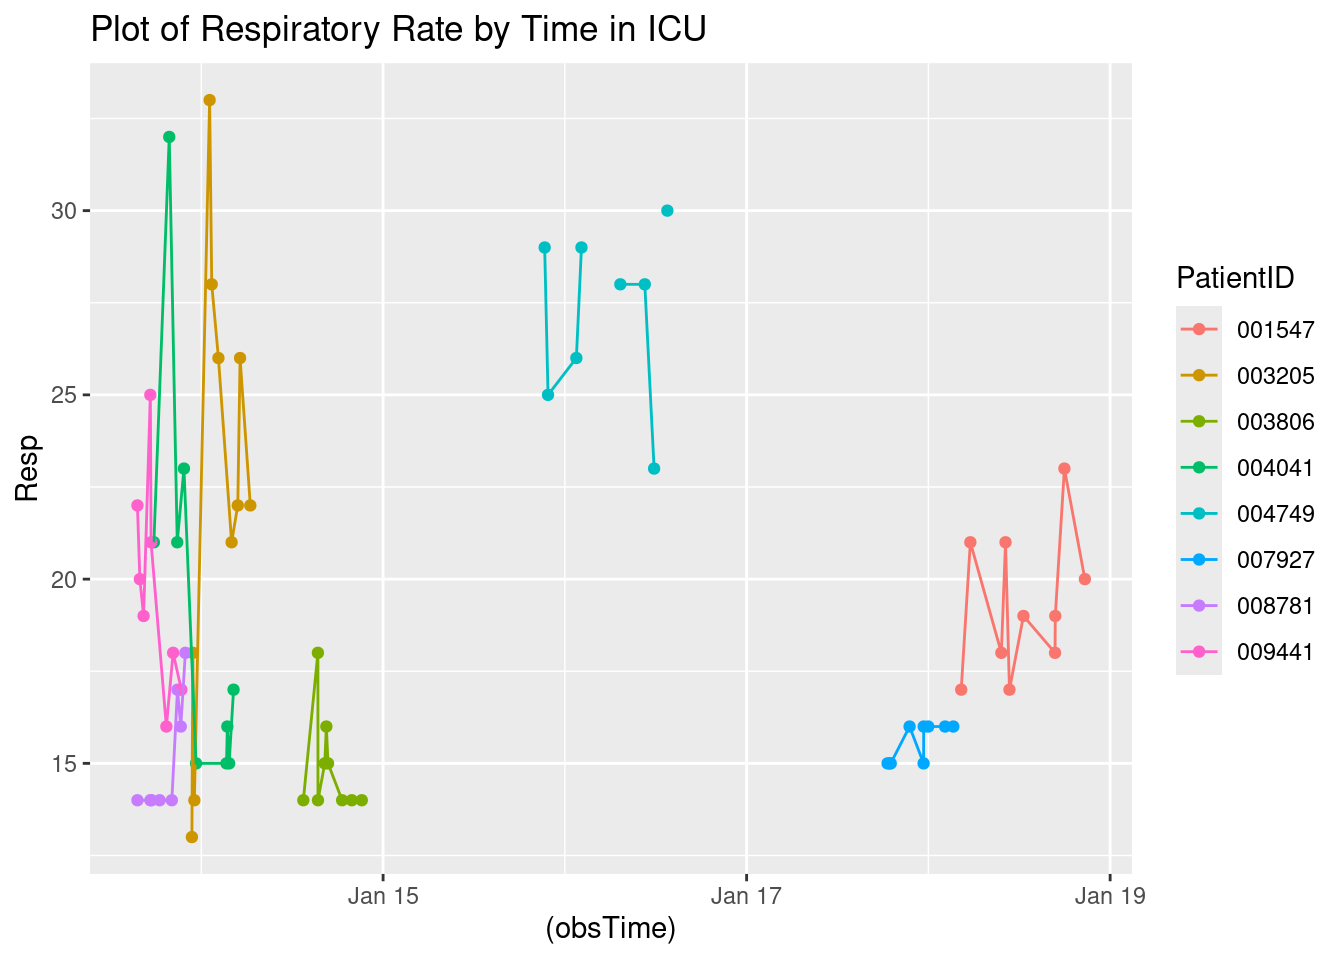 Plot of Respiratory Rate by Time in ICU
Resp
30
25
20
15
Jan 15
Jan 17
Jan 19
(obsTime)
PatientID
001547
003205
003806
004041
004749
007927
008781
009441